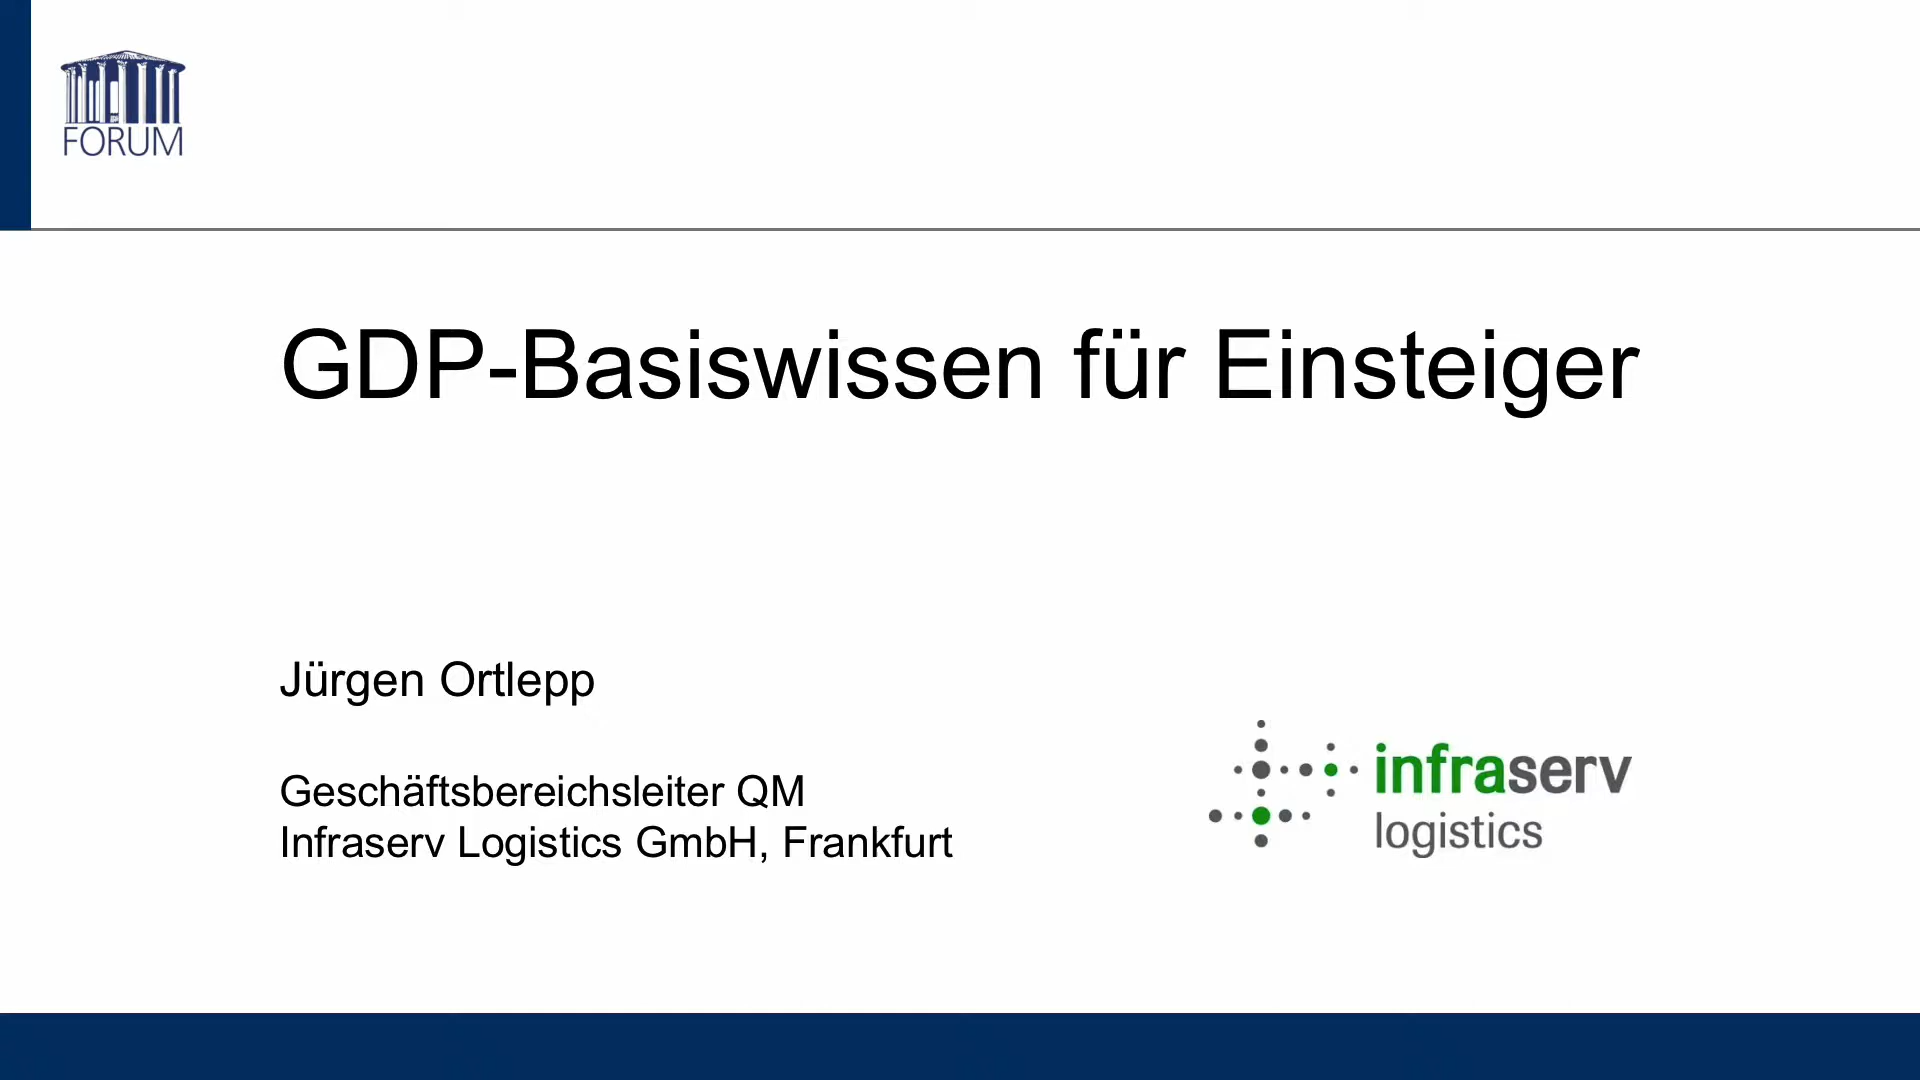 FORUM
GDP-Basiswissen für Einsteiger
Jürgen Ortlepp
Geschäftsbereichsleiter QM
Infraserv Logistics GmbH, Frankfurt
infraserv
logistics